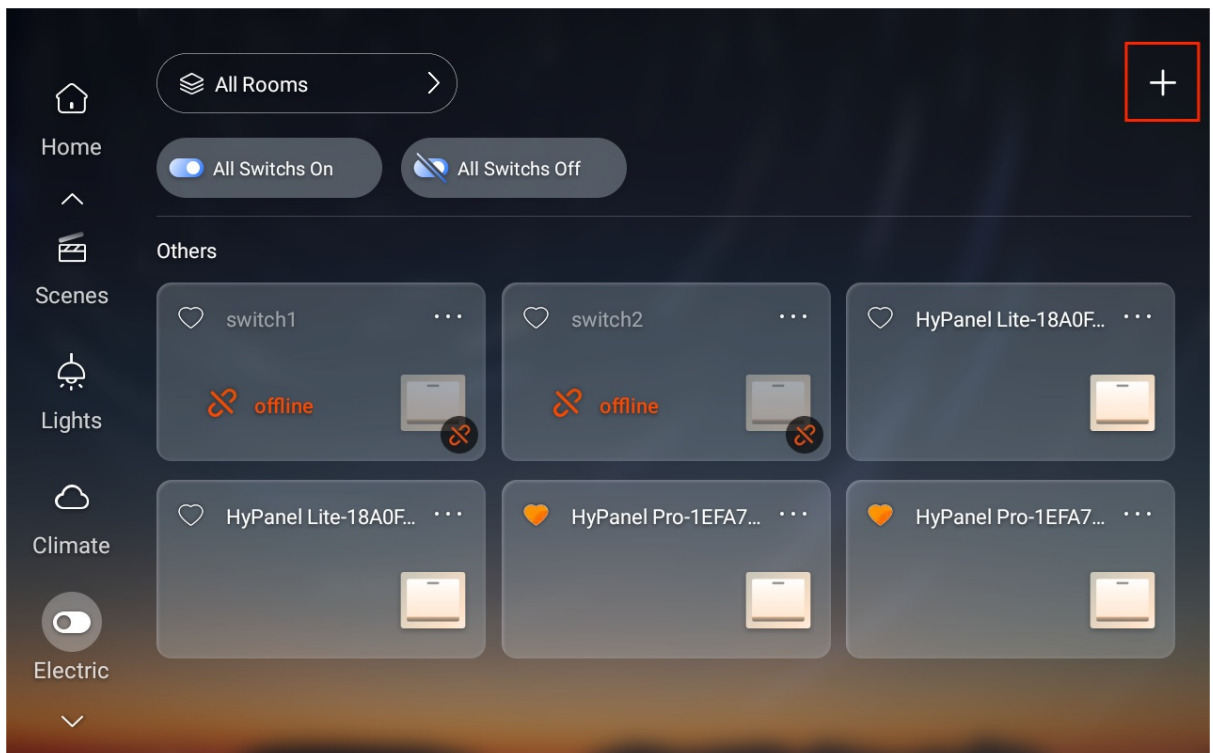 All Rooms
Home
All Switchs On
All Switchs Off
Others
Scenes
switch1 ...
switch2 ...
HyPanel Lite-18A0F... ...
offline
offline
Lights
HyPanel Lite-18A0F... ...
HyPanel Pro-1EFA7... ...
HyPanel Pro-1EFA7... ...
Climate
Electric